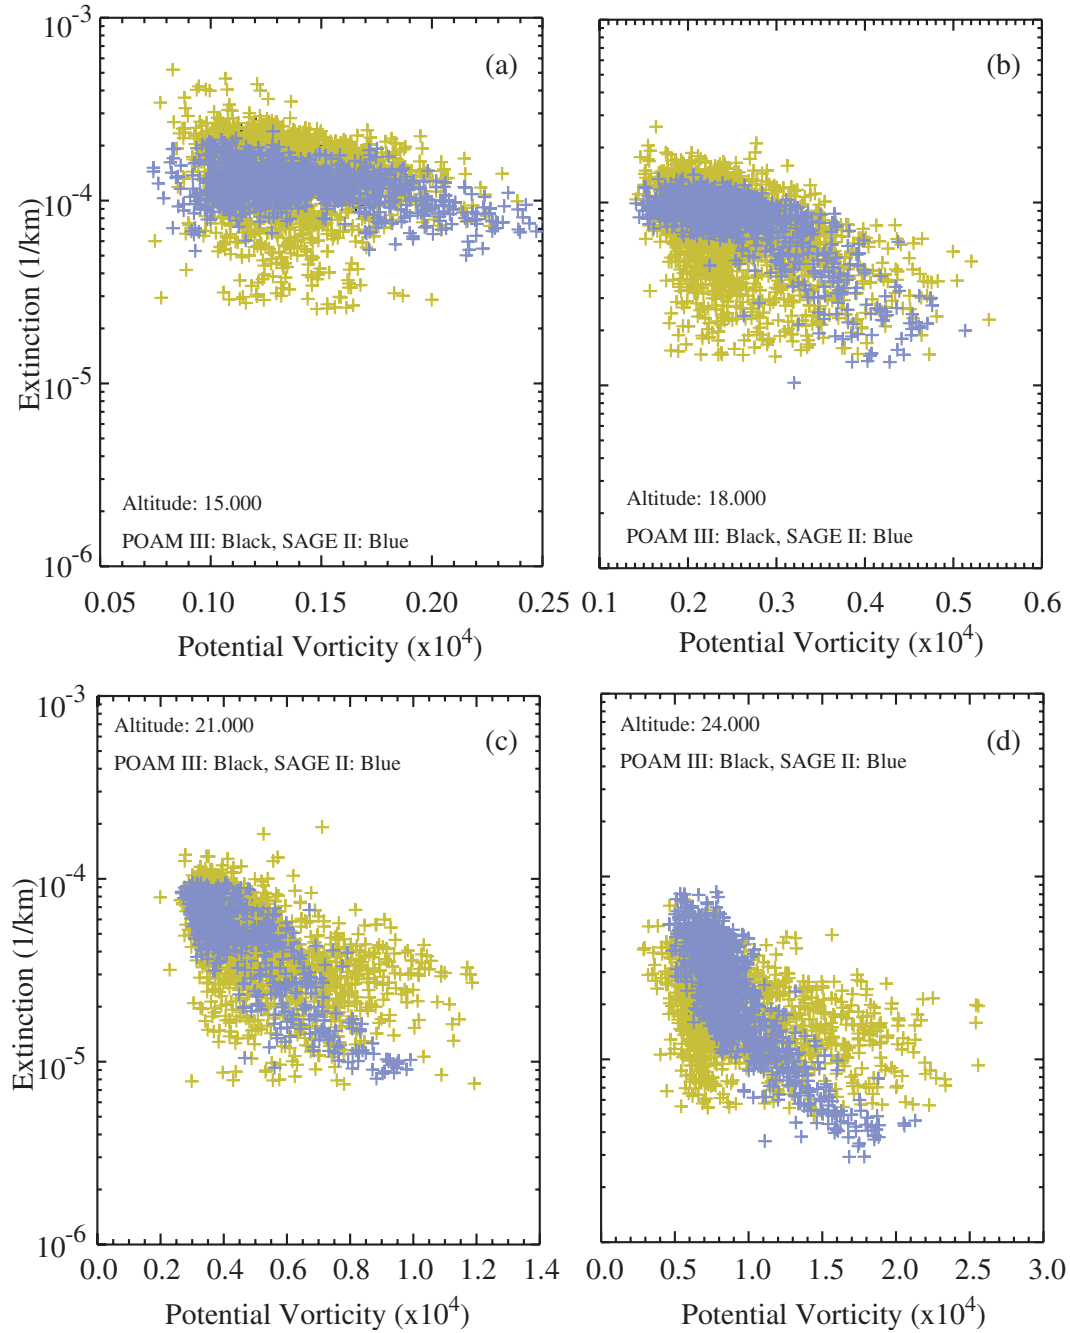 10^-3
(a)
(b)
10^-4
Extinction (1/km)
10^-5
Altitude: 15.000
Altitude: 18.000
POAM III: Black, SAGE II: Blue
POAM III: Black, SAGE II: Blue
10^-6
0.05 0.10 0.15 0.20 0.25
0.1 0.2 0.3 0.4 0.5 0.6
Potential Vorticity (x10^4)
Potential Vorticity (x10^4)
10^-3
Altitude: 21.000
Altitude: 24.000
(c)
(d)
POAM III: Black, SAGE II: Blue
POAM III: Black, SAGE II: Blue
10^-4
Extinction (1/km)
10^-5
10^-6
0.0 0.2 0.4 0.6 0.8 1.0 1.2 1.4
0.0 0.5 1.0 1.5 2.0 2.5 3.0
Potential Vorticity (x10^4)
Potential Vorticity (x10^4)